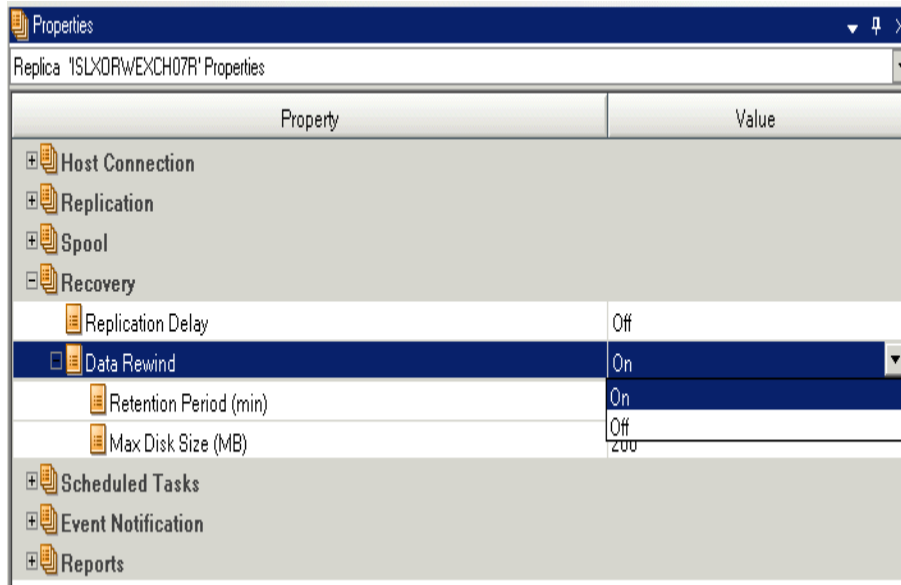 Properties
Replica 'ISLXORWEXCH07R' Properties
Property Value
Host Connection
Replication
Spool
Recovery
Replication Delay Off
Data Rewind On
Retention Period (min) On
Off
Max Disk Size (MB) 200
Scheduled Tasks
Event Notification
Reports